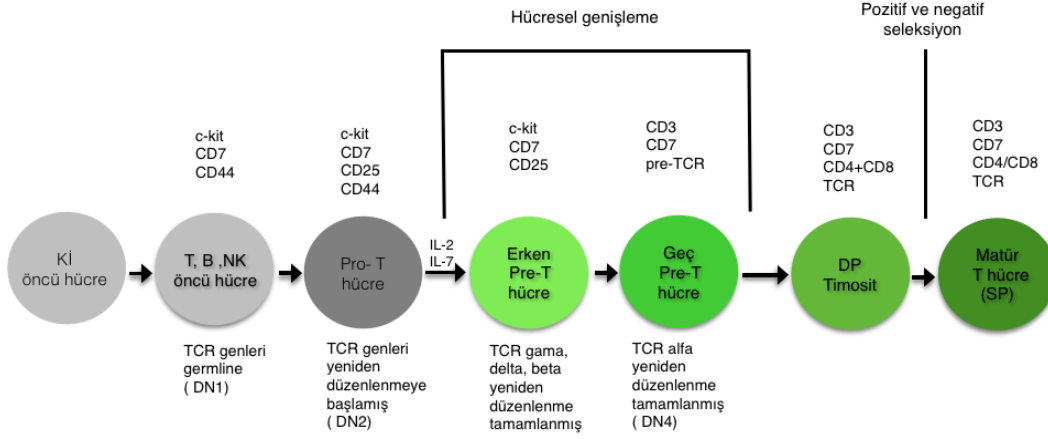 Hücresel genişleme
Pozitif ve negatif
seleksiyon
c-kit
CD7
CD44
c-kit
CD7
CD25
CD44
c-kit
CD7
CD25
CD3
CD7
pre-TCR
CD3
CD7
CD4+CD8
TCR
CD3
CD7
CD4/CD8
TCR
Kİ
öncü hücre
T, B ,NK
öncü hücre
Pro- T
hücre
IL-2
IL-7
Erken
Pre-T
hücre
Geç
Pre-T
hücre
DP
Timosit
Matür
T hücre
(SP)
TCR genleri
germline
( DN1)
TCR genleri
yeniden
düzenlenmeye
başlamış
( DN2)
TCR gama,
delta, beta
yeniden
düzenlenme
tamamlanmış
TCR alfa
yeniden
düzenlenme
tamamlanmış
( DN4)